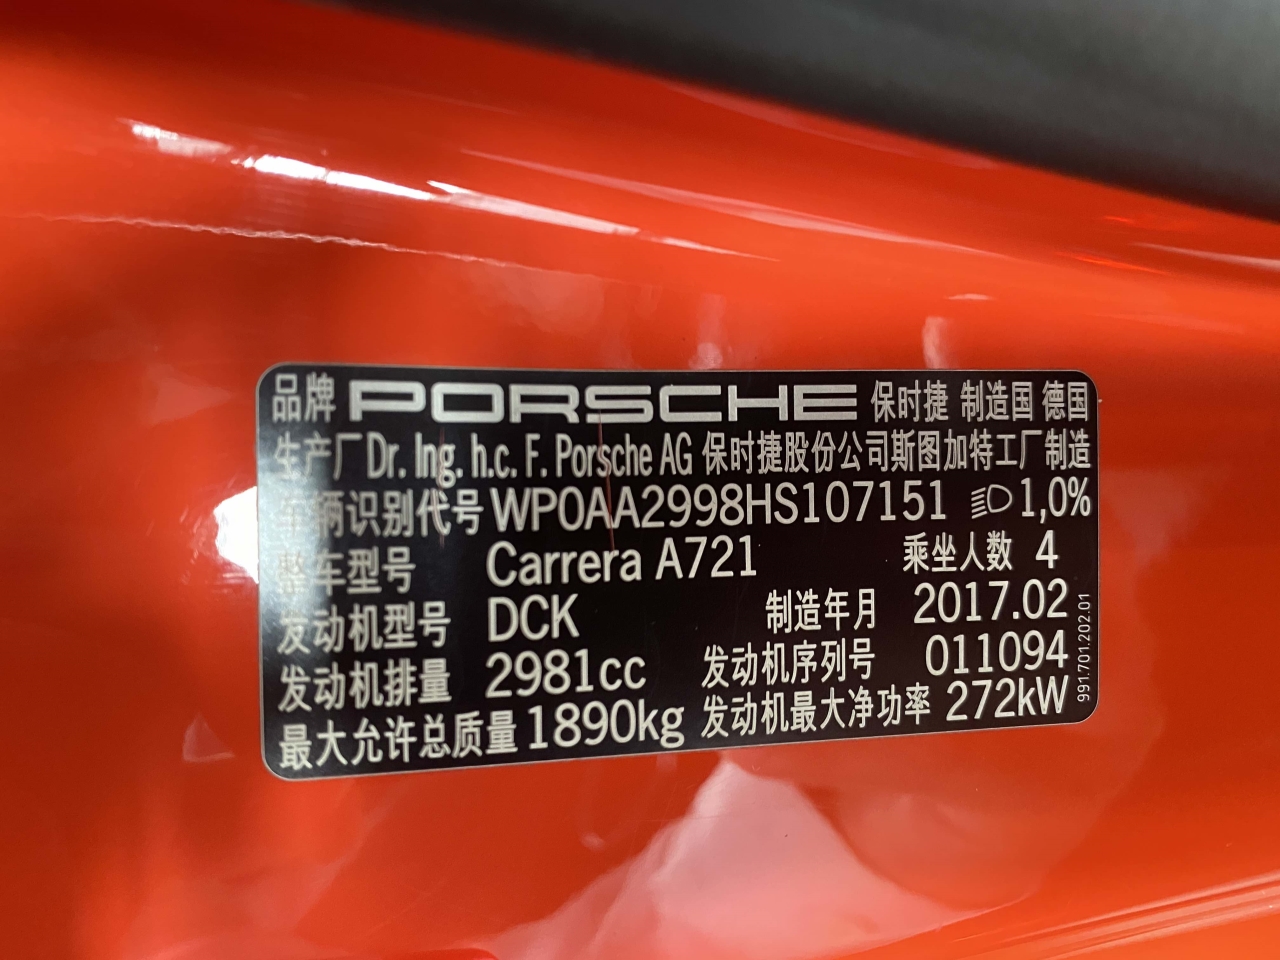 品牌 PORSCHE 保时捷 制造国 德国
生产厂 Dr. Ing. h.c. F. Porsche AG 保时捷股份公司斯图加特工厂制造
车辆识别代号 WP0AA2998HS107151 1,0%
整车型号 Carrera A721 乘坐人数 4
发动机型号 DCK 制造年月 2017.02
发动机排量 2981cc 发动机序列号 011094
最大允许总质量 1890kg 发动机最大净功率 272kW
991.701.202.01